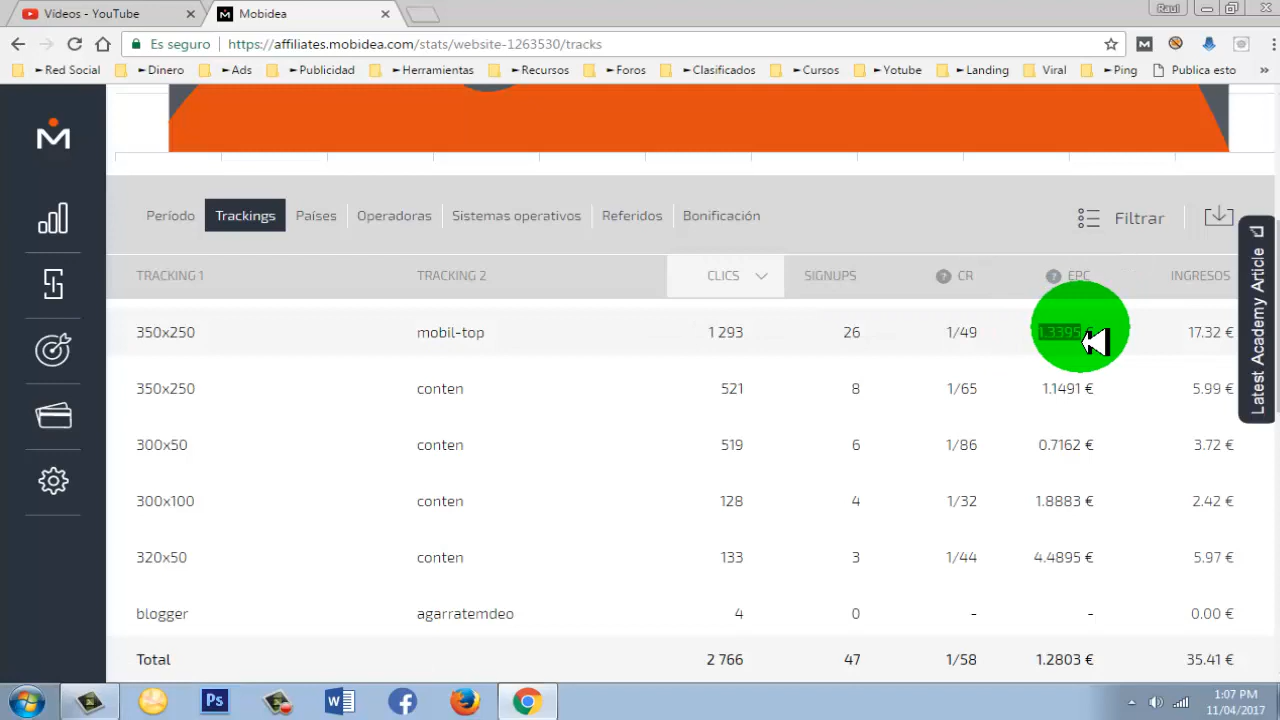 Videos - YouTube
Mobidea
Raul
Es seguro
https://affiliates.mobidea.com/stats/website-1263530/tracks
Red Social
Dinero
Ads
Publicidad
Herramientas
Recursos
Foros
Clasificados
Cursos
Yotube
Landing
Viral
Ping
Publica esto
Período
Trackings
Países
Operadoras
Sistemas operativos
Referidos
Bonificación
Filtrar
TRACKING 1 TRACKING 2 CLICS SIGNUPS ? CR ? EPC INGRESOS
350x250 mobil-top 1 293 26 1/49 1.3395 € 17.32 €
350x250 conten 521 8 1/65 1.1491 € 5.99 €
300x50 conten 519 6 1/86 0.7162 € 3.72 €
300x100 conten 128 4 1/32 1.8883 € 2.42 €
320x50 conten 133 3 1/44 4.4895 € 5.97 €
blogger agarratemdeo 4 0 - - 0.00 €
Total 2 766 47 1/58 1.2803 € 35.41 €
Latest Academy Article
Ps
1:07 PM
11/04/2017